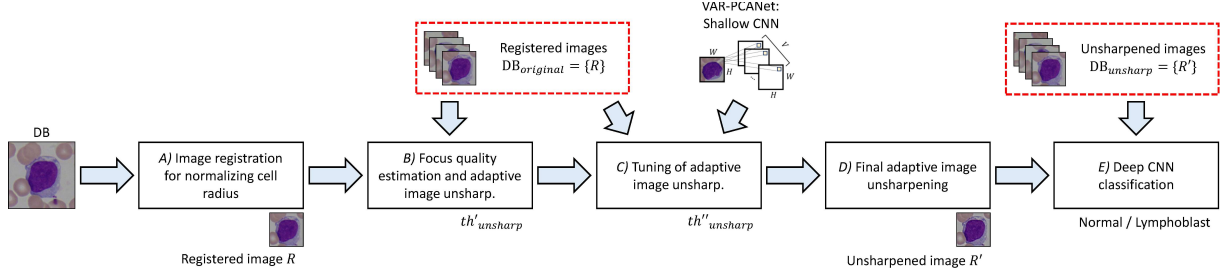 VAR-PCANet:
Shallow CNN
Registered images
DB_original = {R}
W
H
V
W
H
Unsharpened images
DB_unsharp = {R′}
DB
A) Image registration
for normalizing cell
radius
B) Focus quality
estimation and adaptive
image unsharp.
C) Tuning of adaptive
image unsharp.
D) Final adaptive image
unsharpening
E) Deep CNN
classification
th′_unsharp
th″_unsharp
Normal / Lymphoblast
Registered image R
Unsharpened image R′